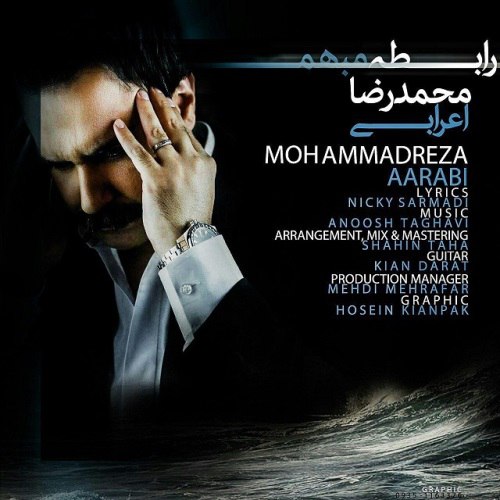 رابطه مبهم
محمدرضا
اعرابی
MOHAMMADREZA
AARABI
LYRICS
NICKY SARMADI
MUSIC
ANOOSH TAGHAVI
ARRANGEMENT, MIX & MASTERING
SHAHIN TAHA
GUITAR
KIAN DARAT
PRODUCTION MANAGER
MEHDI MEHRAFAR
GRAPHIC
HOSEIN KIANPAK
GRAPHIC